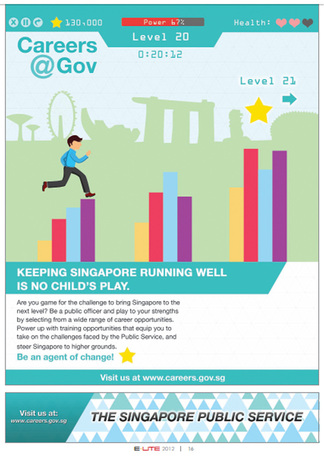 130,000
Power 67%
Health:
Level 20
0:20:12
Careers
@Gov
Level 21
KEEPING SINGAPORE RUNNING WELL
IS NO CHILD'S PLAY.
Are you game for the challenge to bring Singapore to the
next level? Be a public officer and play to your strengths
by selecting from a wide range of career opportunities.
Power up with training opportunities that equip you to
take on the challenges faced by the Public Service, and
steer Singapore to higher grounds.
Be an agent of change!
Visit us at www.careers.gov.sg
Visit us at:
www.careers.gov.sg
THE SINGAPORE PUBLIC SERVICE
E-LITE 2012 | 16